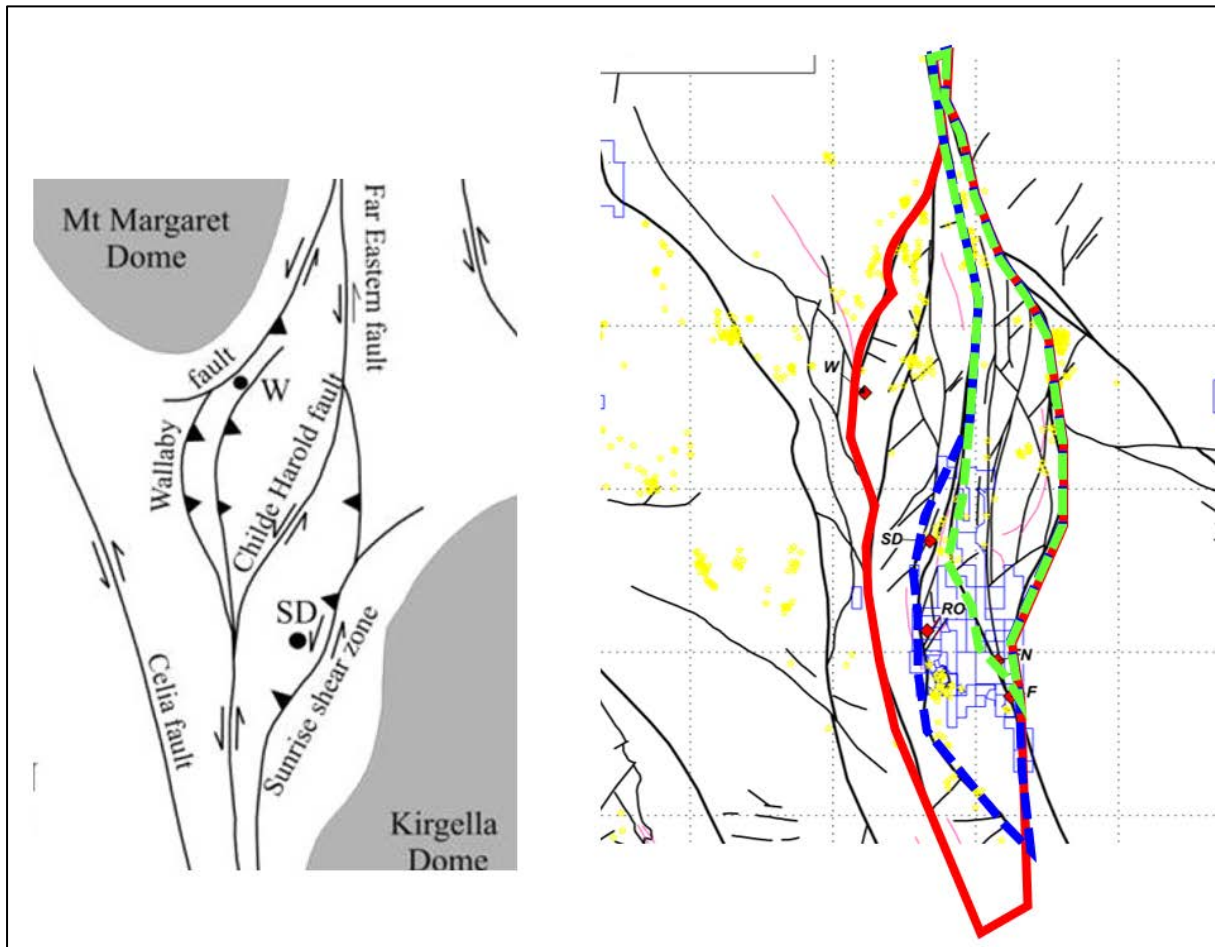 Mt Margaret
Dome
Far Eastern fault
fault
W
Wallaby
Childe Harold fault
SD
Celia fault
Sunrise shear zone
Kirgella
Dome
W
SD
RO
N
F